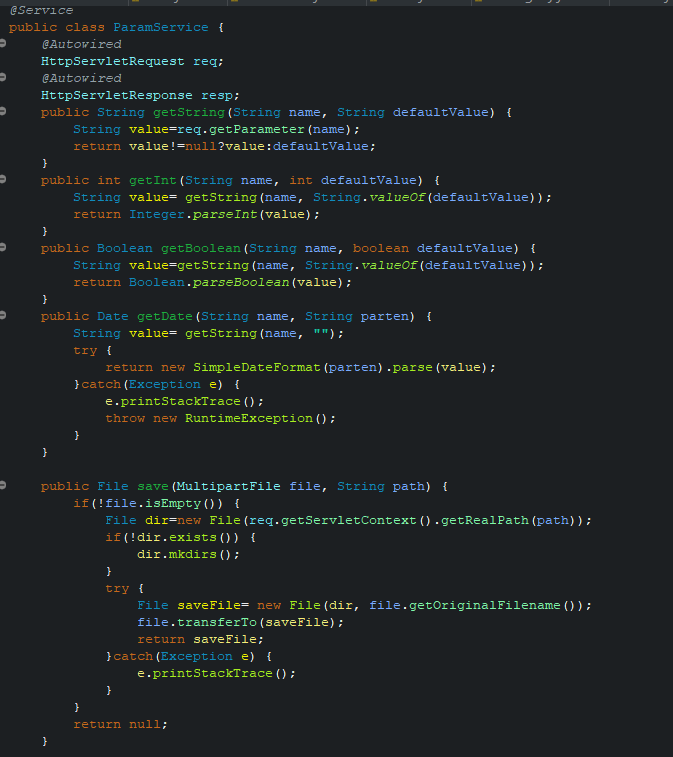 @Service
public class ParamService {
@Autowired
HttpServletRequest req;
@Autowired
HttpServletResponse resp;
public String getString(String name, String defaultValue) {
String value=req.getParameter(name);
return value!=null?value:defaultValue;
}
public int getInt(String name, int defaultValue) {
String value= getString(name, String.valueOf(defaultValue));
return Integer.parseInt(value);
}
public Boolean getBoolean(String name, boolean defaultValue) {
String value=getString(name, String.valueOf(defaultValue));
return Boolean.parseBoolean(value);
}
public Date getDate(String name, String parten) {
String value= getString(name, "");
try {
return new SimpleDateFormat(parten).parse(value);
}catch(Exception e) {
e.printStackTrace();
throw new RuntimeException();
}
}
public File save(MultipartFile file, String path) {
if(!file.isEmpty()) {
File dir=new File(req.getServletContext().getRealPath(path));
if(!dir.exists()) {
dir.mkdirs();
}
try {
File saveFile= new File(dir, file.getOriginalFilename());
file.transferTo(saveFile);
return saveFile;
}catch(Exception e) {
e.printStackTrace();
}
}
return null;
}